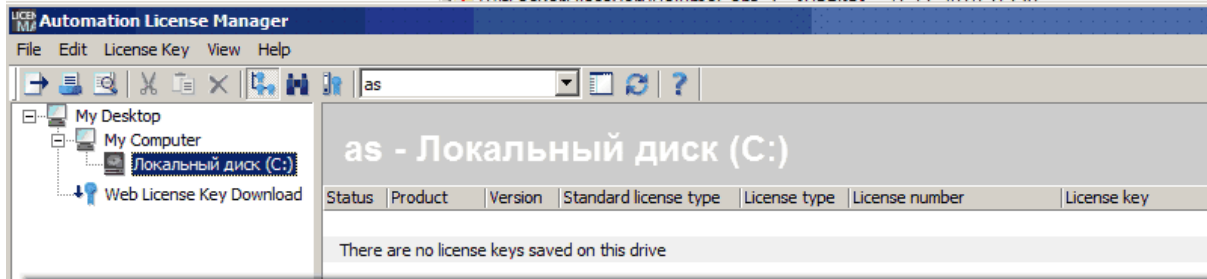 Automation License Manager
File Edit License Key View Help
as
My Desktop
My Computer
Локальный диск (C:)
Web License Key Download
as - Локальный диск (C:)
Status Product Version Standard license type License type License number License key
There are no license keys saved on this drive